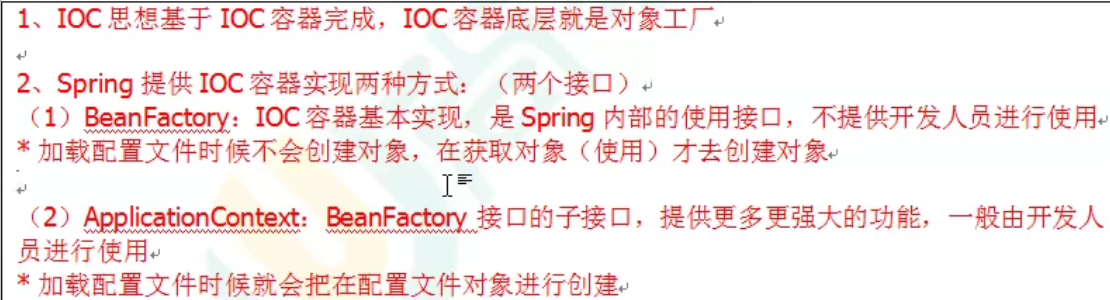 1、IOC 思想基于 IOC 容器完成，IOC 容器底层就是对象工厂
2、Spring 提供 IOC 容器实现两种方式：（两个接口）
（1）BeanFactory：IOC 容器基本实现，是 Spring 内部的使用接口，不提供开发人员进行使用
* 加载配置文件时候不会创建对象，在获取对象（使用）才去创建对象
（2）ApplicationContext：BeanFactory 接口的子接口，提供更多更强大的功能，一般由开发人
员进行使用
* 加载配置文件时候就会把在配置文件对象进行创建